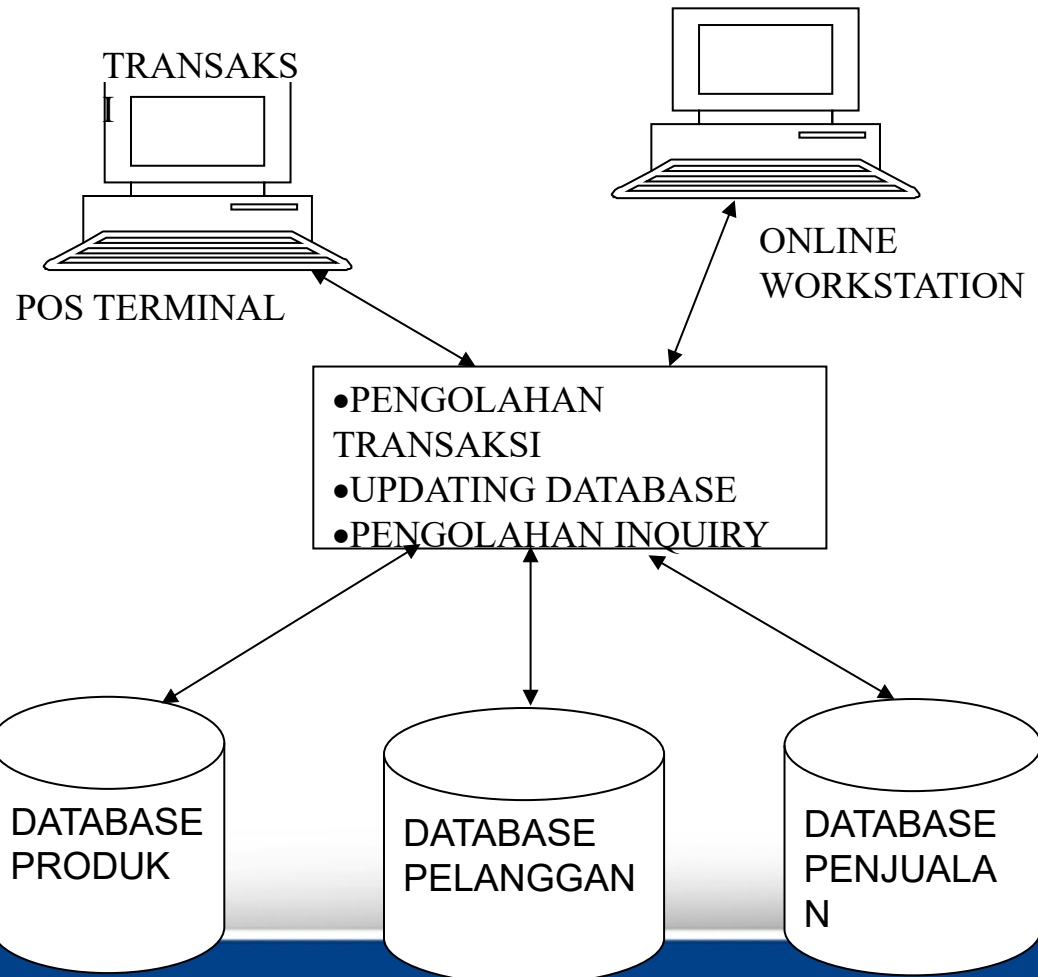 TRANSAKS
I
POS TERMINAL
ONLINE
WORKSTATION
•PENGOLAHAN
TRANSAKSI
•UPDATING DATABASE
•PENGOLAHAN INQUIRY
DATABASE
PRODUK
DATABASE
PELANGGAN
DATABASE
PENJUALA
N